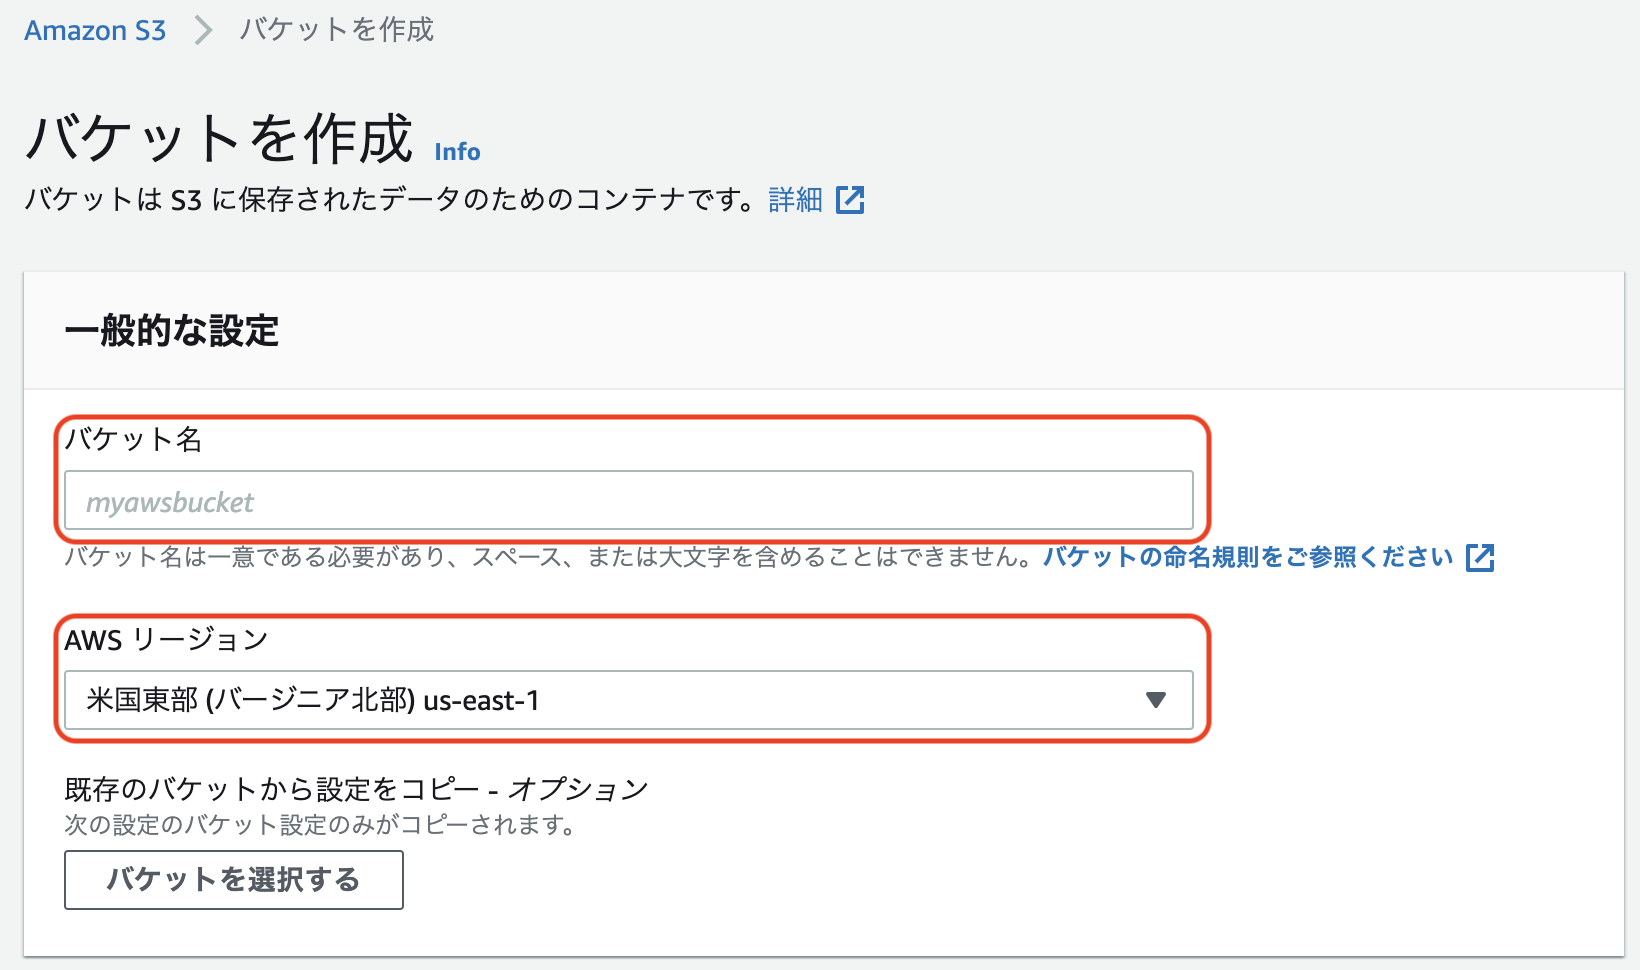 Amazon S3 > バケットを作成
バケットを作成 Info
バケットは S3 に保存されたデータのためのコンテナです。詳細
一般的な設定
バケット名
myawsbucket
バケット名は一意である必要があり、スペース、または大文字を含めることはできません。バケットの命名規則をご参照ください
AWS リージョン
米国東部 (バージニア北部) us-east-1
既存のバケットから設定をコピー - オプション
次の設定のバケット設定のみがコピーされます。
バケットを選択する